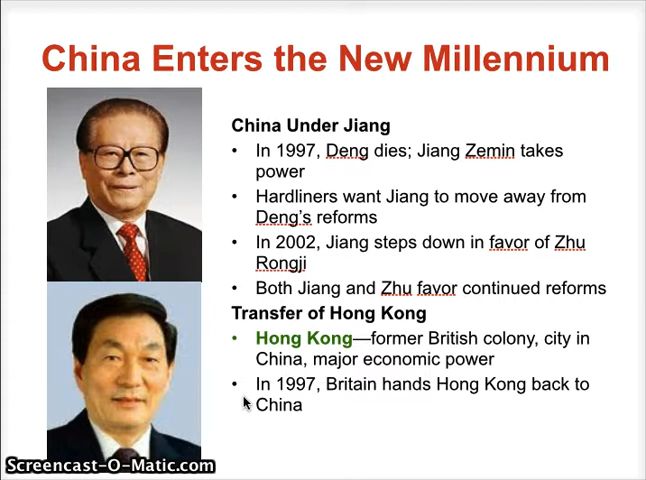 China Enters the New Millennium
China Under Jiang
• In 1997, Deng dies; Jiang Zemin takes
power
• Hardliners want Jiang to move away from
Deng's reforms
• In 2002, Jiang steps down in favor of Zhu
Rongji
• Both Jiang and Zhu favor continued reforms
Transfer of Hong Kong
• Hong Kong—former British colony, city in
China, major economic power
• In 1997, Britain hands Hong Kong back to
China
Screencast-O-Matic.com